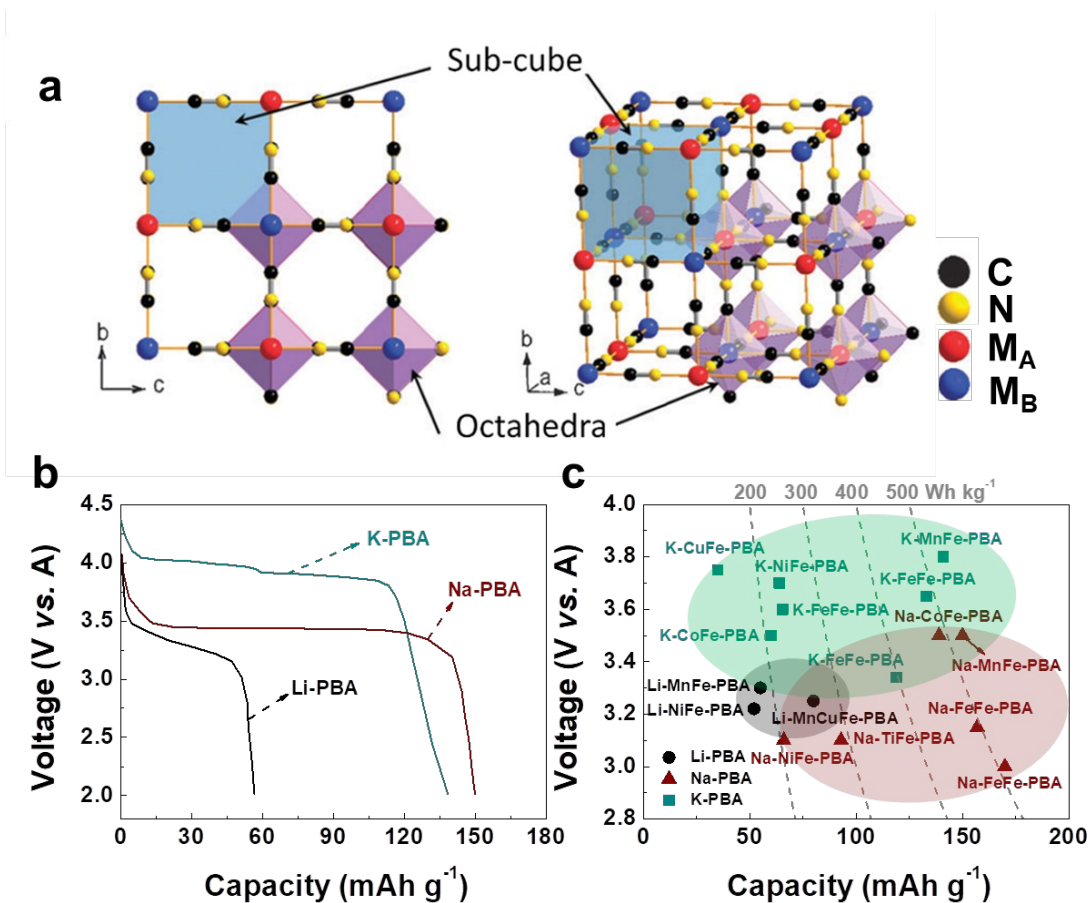 a
Sub-cube
Octahedra
b
c
b
a
c
C
N
M_A
M_B
b
4.5
4.0
3.5
3.0
2.5
2.0
0
30
60
90
120
150
180
Voltage (V vs. A)
Capacity (mAh g⁻¹)
K-PBA
Na-PBA
Li-PBA
c
200
300
400
500 Wh kg⁻¹
4.0
3.8
3.6
3.4
3.2
3.0
2.8
0
50
100
150
200
Voltage (V vs. A)
Capacity (mAh g⁻¹)
K-MnFe-PBA
K-CuFe-PBA
K-NiFe-PBA
K-FeFe-PBA
K-FeFe-PBA
Na-CoFe-PBA
K-CoFe-PBA
K-FeFe-PBA
Na-MnFe-PBA
Li-MnFe-PBA
Li-NiFe-PBA
Li-MnCuFe-PBA
Na-FeFe-PBA
Na-TiFe-PBA
Na-NiFe-PBA
Na-FeFe-PBA
Li-PBA
Na-PBA
K-PBA